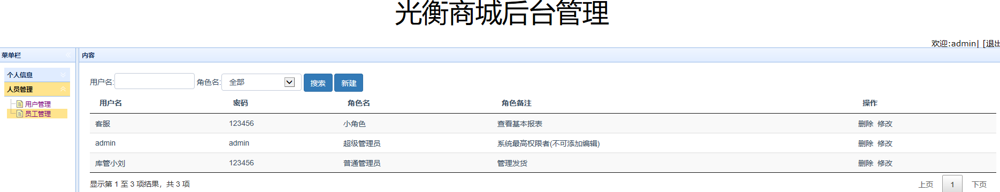 光衡商城后台管理
欢迎:admin| [退出
菜单栏
内容
个人信息
人员管理
用户管理
员工管理
用户名: 角色名: 全部 搜索 新建
用户名 密码 角色名 角色备注 操作
客服 123456 小角色 查看基本报表 删除 修改
admin admin 超级管理员 系统最高权限者(不可添加编辑) 删除 修改
库管小刘 123456 普通管理员 管理发货 删除 修改
显示第 1 至 3 项结果，共 3 项 上页 1 下页